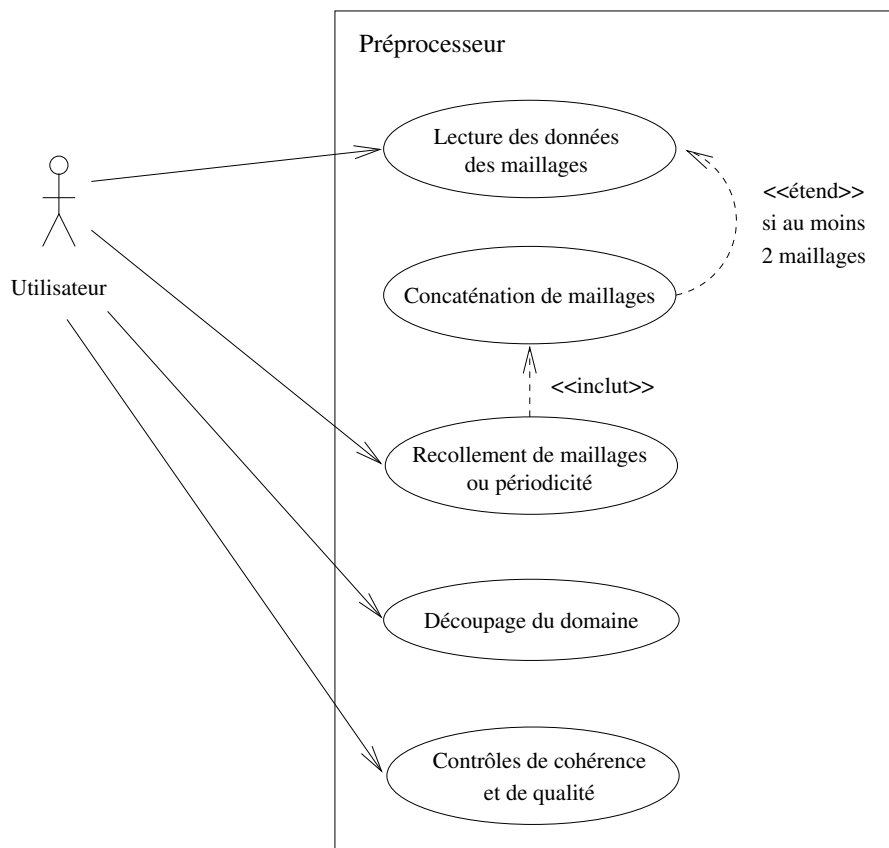 Préprocesseur
Lecture des données
des maillages
<<étend>>
si au moins
2 maillages
Utilisateur
Concaténation de maillages
<<inclut>>
Recollement de maillages
ou périodicité
Découpage du domaine
Contrôles de cohérence
et de qualité